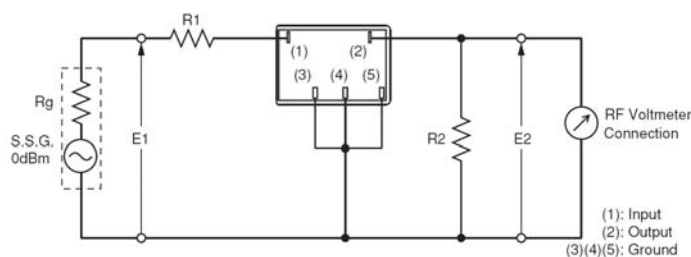 R1
(1)
(2)
(3)
(4)
(5)
Rg
S.S.G.
0dBm
E1
R2
E2
RF Voltmeter
Connection
(1): Input
(2): Output
(3)(4)(5): Ground